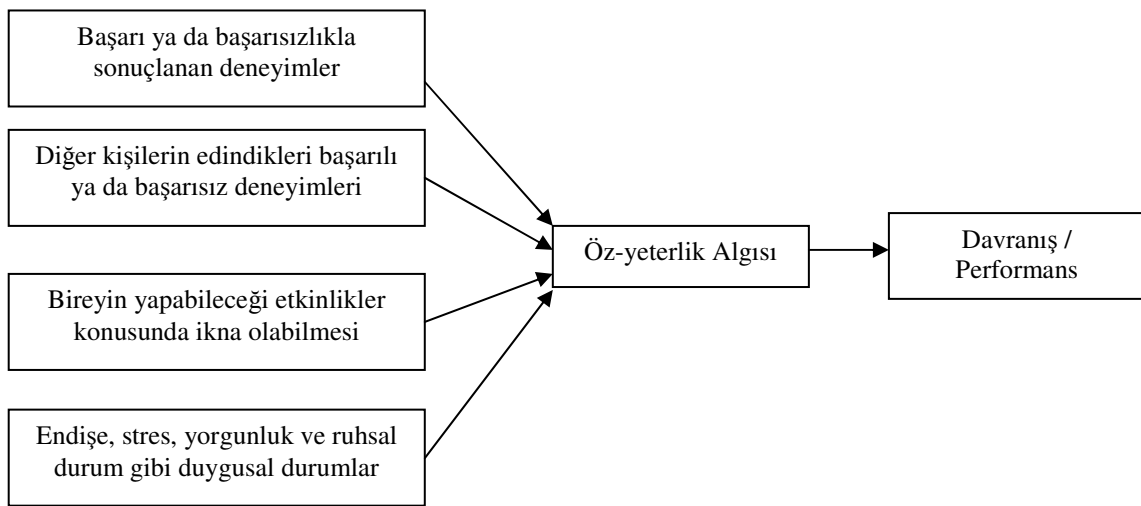 Başarı ya da başarısızlıkla
sonuçlanan deneyimler
Diğer kişilerin edindikleri başarılı
ya da başarısız deneyimleri
Bireyin yapabileceği etkinlikler
konusunda ikna olabilmesi
Endişe, stres, yorgunluk ve ruhsal
durum gibi duygusal durumlar
Öz-yeterlik Algısı
Davranış /
Performans